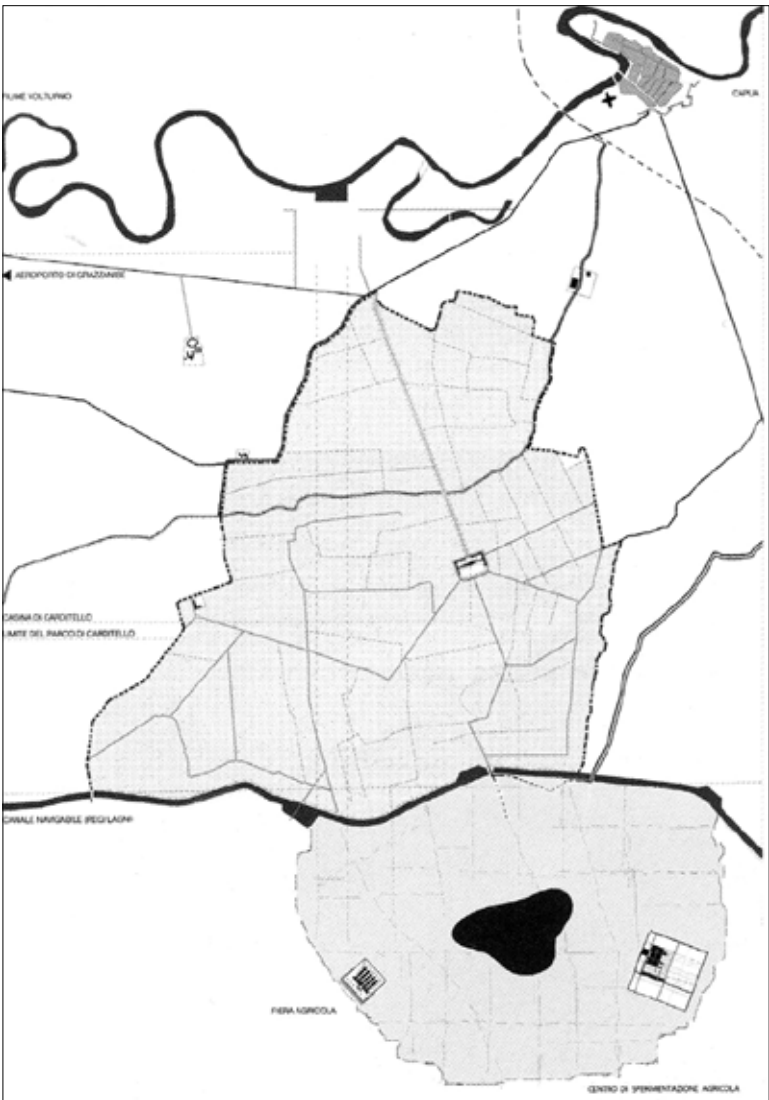 FIUME VOLTURNO
CAPUA
AEROPORTO DI GRAZZANISE
CASINA DI CARDITELLO
LIMITE DEL PARCO DI CARDITELLO
CANALE NAVIGABILE (REGI LAGNI)
FIERA AGRICOLA
CENTRO DI SPERIMENTAZIONE AGRICOLA